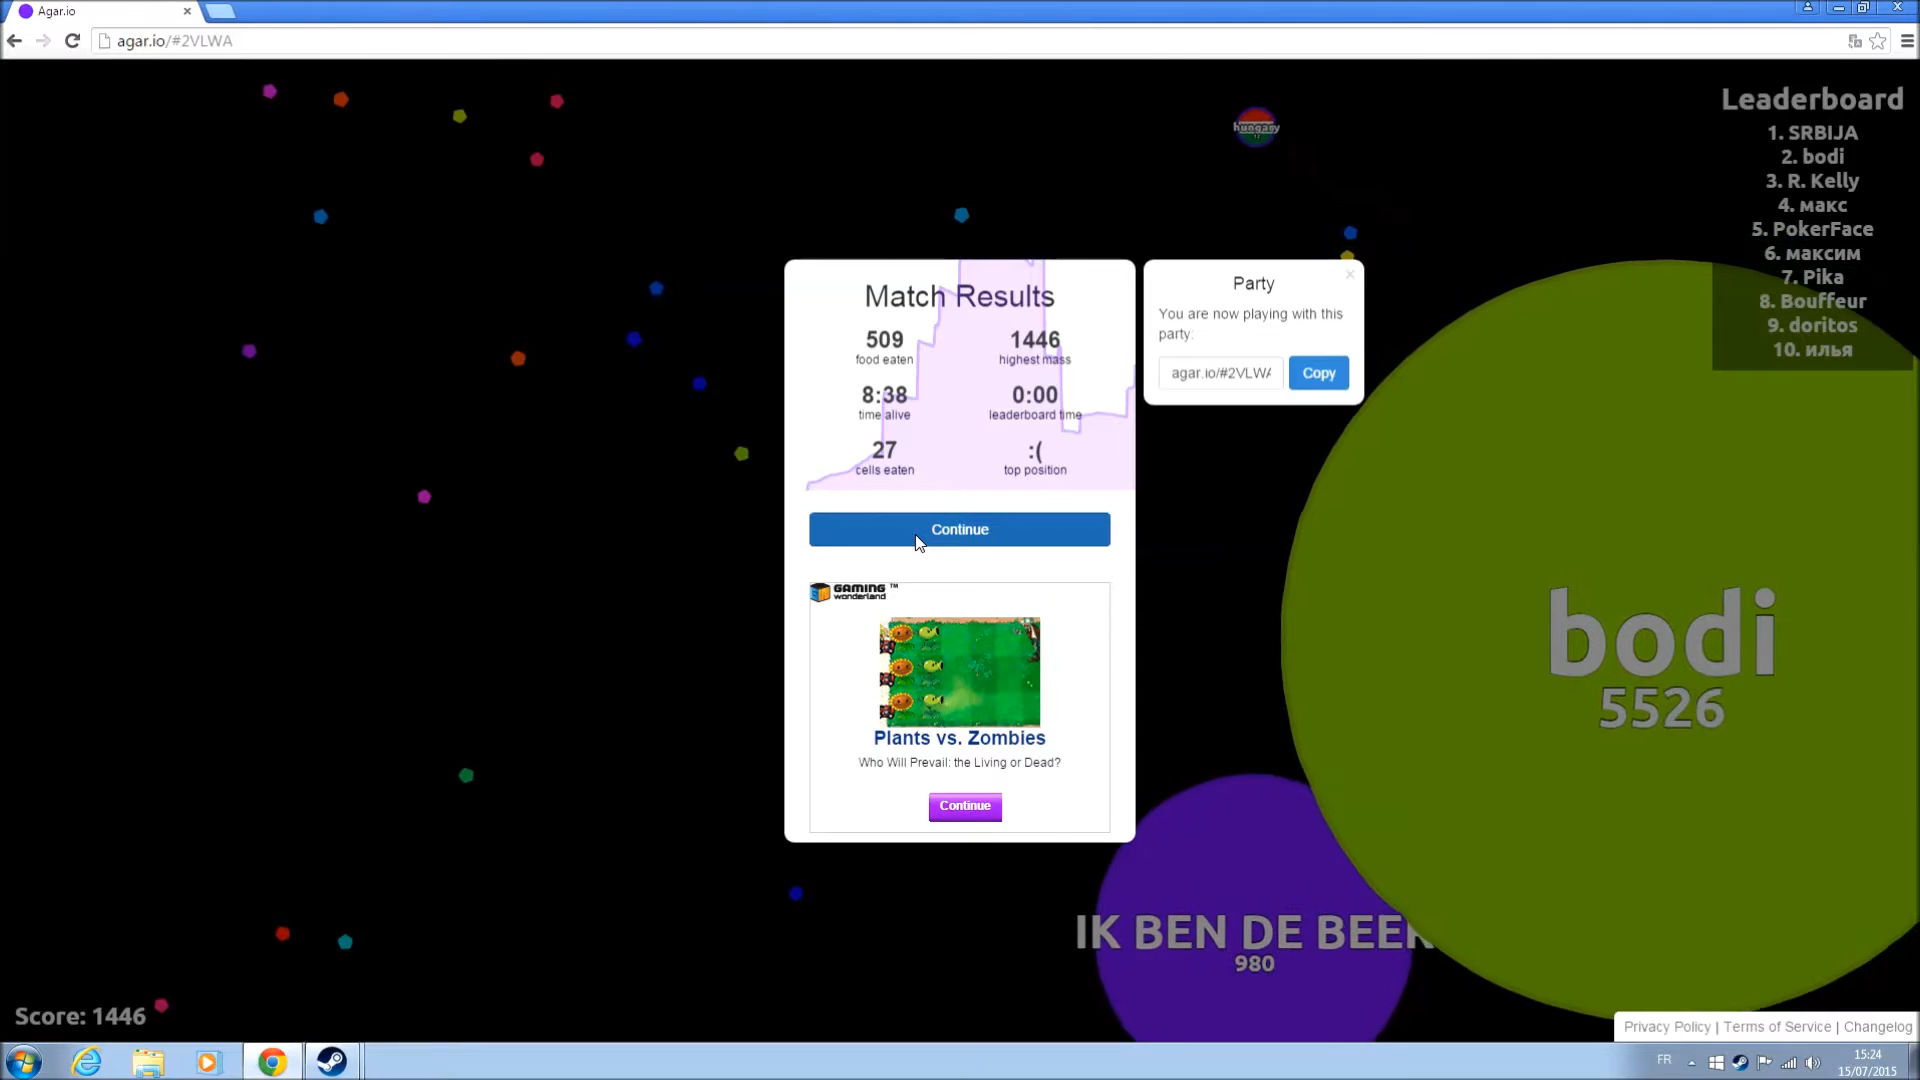 Agar.io
agar.io/#2VLWA
Leaderboard
1. SRBIJA
2. bodi
3. R. Kelly
4. макс
5. PokerFace
6. максим
7. Pika
8. Bouffeur
9. doritos
10. илья
hungary
Match Results
509
food eaten
1446
highest mass
8:38
time alive
0:00
leaderboard time
27
cells eaten
:(
top position
Continue
Party
×
You are now playing with this
party:
agar.io/#2VLWA
Copy
GAMING™
wonderland
Plants vs. Zombies
Who Will Prevail: the Living or Dead?
Continue
bodi
5526
IK BEN DE BEER
980
Score: 1446
Privacy Policy | Terms of Service | Changelog
FR
15:24
15/07/2015